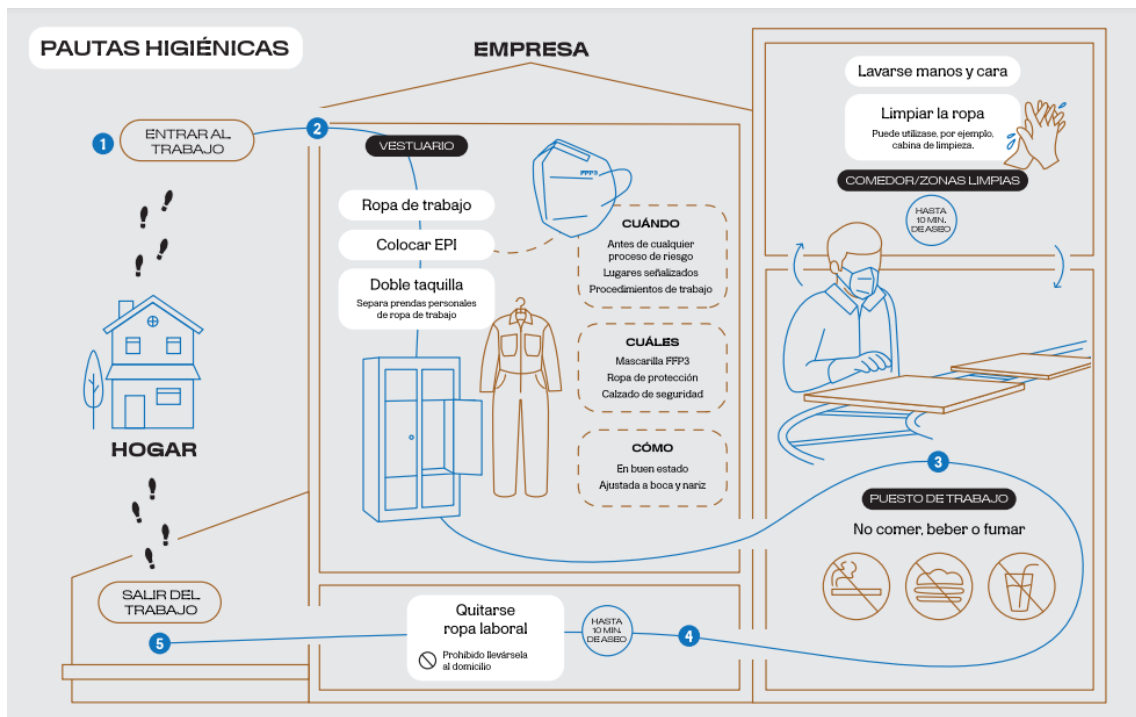 PAUTAS HIGIÉNICAS
EMPRESA
1
ENTRAR AL
TRABAJO
HOGAR
2
VESTUARIO
Ropa de trabajo
Colocar EPI
Doble taquilla
Separa prendas personales
de ropa de trabajo
FFP3
CUÁNDO
Antes de cualquier
proceso de riesgo
Lugares señalizados
Procedimientos de trabajo
CUÁLES
Mascarilla FFP3
Ropa de protección
Calzado de seguridad
CÓMO
En buen estado
Ajustada a boca y nariz
Lavarse manos y cara
Limpiar la ropa
Puede utilizase, por ejemplo,
cabina de limpieza.
COMEDOR/ZONAS LIMPIAS
HASTA
10 MIN.
DE ASEO
3
PUESTO DE TRABAJO
No comer, beber o fumar
4
HASTA
10 MIN.
DE ASEO
Quitarse
ropa laboral
Prohibido llevársela
al domicilio
5
SALIR DEL
TRABAJO